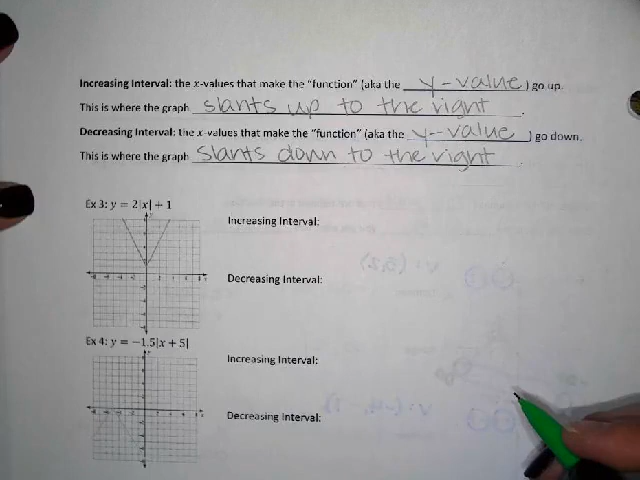 Increasing Interval: the x-values that make the "function" (aka the y-value) go up.
This is where the graph slants up to the right.
Decreasing Interval: the x-values that make the "function" (aka the y-value) go down.
This is where the graph slants down to the right.
Ex 3: y = 2|x| + 1
Increasing Interval:
Decreasing Interval:
Ex 4: y = −1.5|x + 5|
Increasing Interval:
Decreasing Interval: